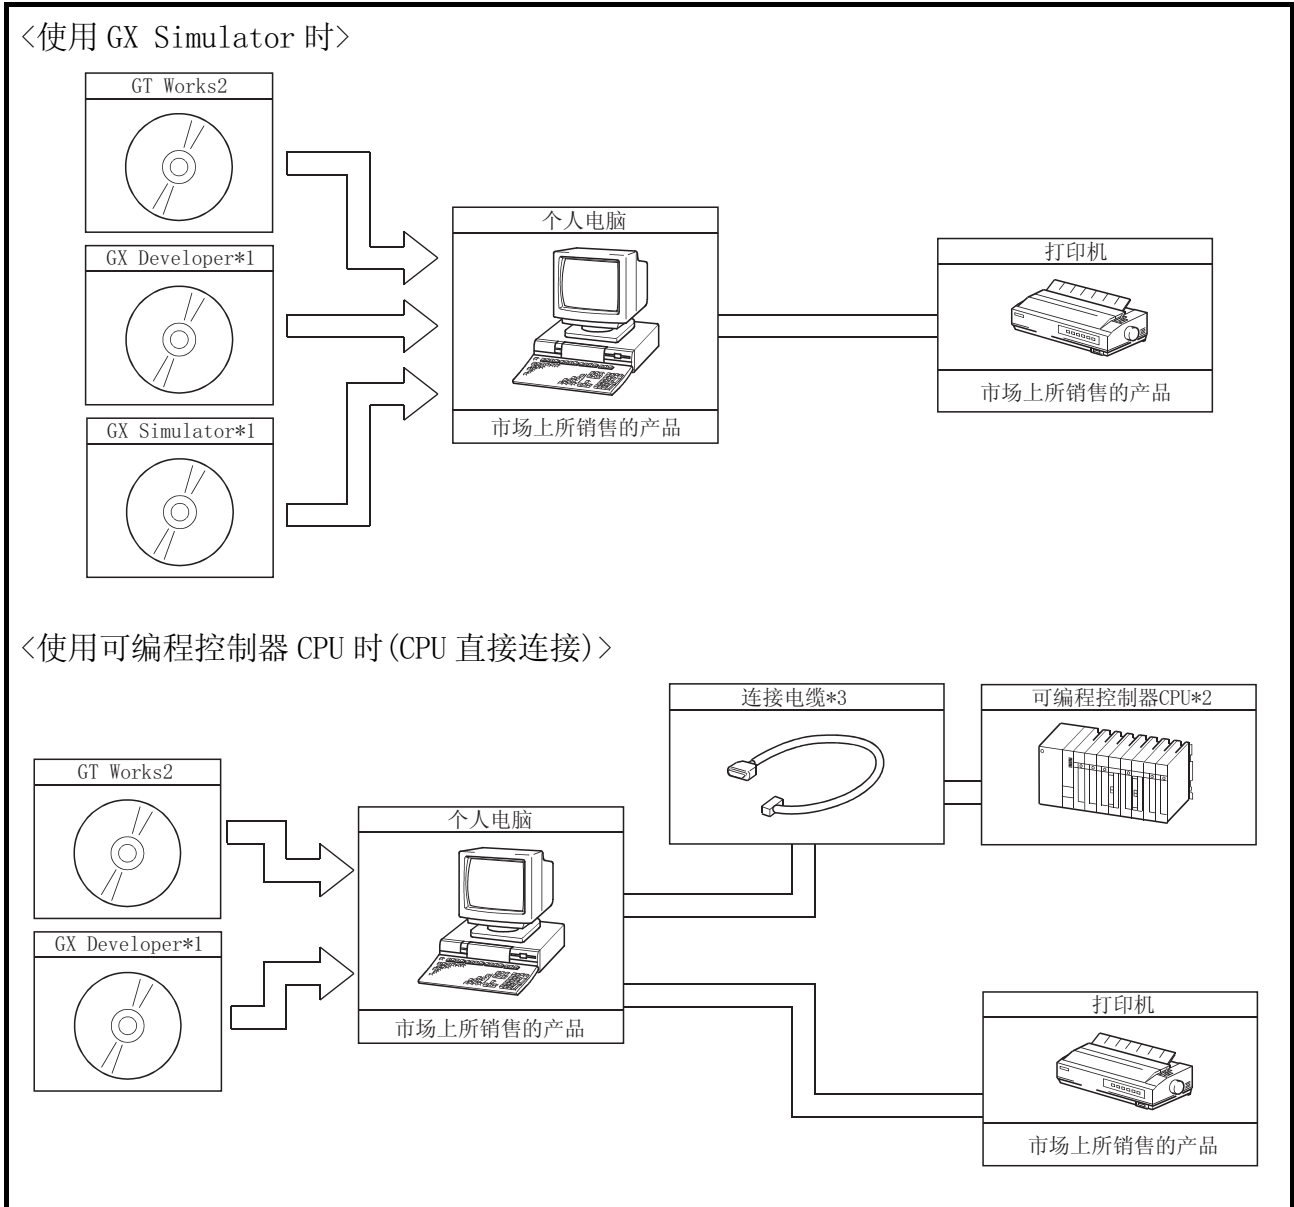 <使用 GX Simulator 时>
GT Works2
GX Developer*1
GX Simulator*1
个人电脑
市场上所销售的产品
打印机
市场上所销售的产品
<使用可编程控制器 CPU 时(CPU 直接连接)>
连接电缆*3
可编程控制器CPU*2
GT Works2
GX Developer*1
个人电脑
市场上所销售的产品
打印机
市场上所销售的产品